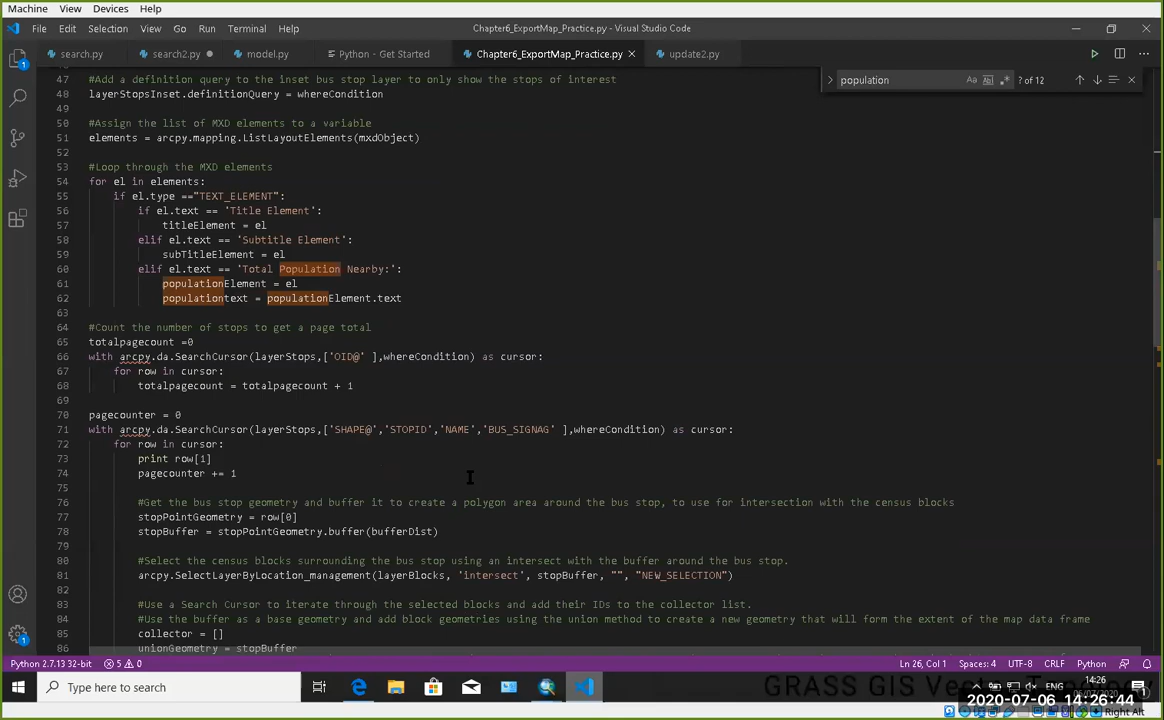 Machine View Devices Help
File Edit Selection View Go Run Terminal Help Chapter6_ExportMap_Practice.py - Visual Studio Code
search.py search2.py model.py Python - Get Started Chapter6_ExportMap_Practice.py update2.py
47 #Add a definition query to the inset bus stop layer to only show the stops of interest
population Aa Abl .* ? of 12
48 layerStopsInset.definitionQuery = whereCondition
49
50 #Assign the list of MXD elements to a variable
51 elements = arcpy.mapping.ListLayoutElements(mxdObject)
52
53 #Loop through the MXD elements
54 for el in elements:
55 if el.type =="TEXT_ELEMENT":
56 if el.text == 'Title Element':
57 titleElement = el
58 elif el.text == 'Subtitle Element':
59 subTitleElement = el
60 elif el.text == 'Total Population Nearby:':
61 populationElement = el
62 populationtext = populationElement.text
63
64 #Count the number of stops to get a page total
65 totalpagecount =0
66 with arcpy.da.SearchCursor(layerStops,['OID@' ],whereCondition) as cursor:
67 for row in cursor:
68 totalpagecount = totalpagecount + 1
69
70 pagecounter = 0
71 with arcpy.da.SearchCursor(layerStops,['SHAPE@','STOPID','NAME','BUS_SIGNAG' ],whereCondition) as cursor:
72 for row in cursor:
73 print row[1]
74 pagecounter += 1
75
76 #Get the bus stop geometry and buffer it to create a polygon area around the bus stop, to use for intersection with the census blocks
77 stopPointGeometry = row[0]
78 stopBuffer = stopPointGeometry.buffer(bufferDist)
79
80 #Select the census blocks surrounding the bus stop using an intersect with the buffer around the bus stop.
81 arcpy.SelectLayerByLocation_management(layerBlocks, 'intersect', stopBuffer, "", "NEW_SELECTION")
82
83 #Use a Search Cursor to iterate through the selected blocks and add their IDs to the collector list.
84 #Use the buffer as a base geometry and add block geometries using the union method to create a new geometry that will form the extent of the map data frame
85 collector = []
86 unionGeometry = stopBuffer
Python 2.7.13 32-bit 5 0 Ln 26, Col 1 Spaces: 4 UTF-8 CRLF Python
Type here to search ENG 14:26
2020-07-06 14:26:44
Right Alt